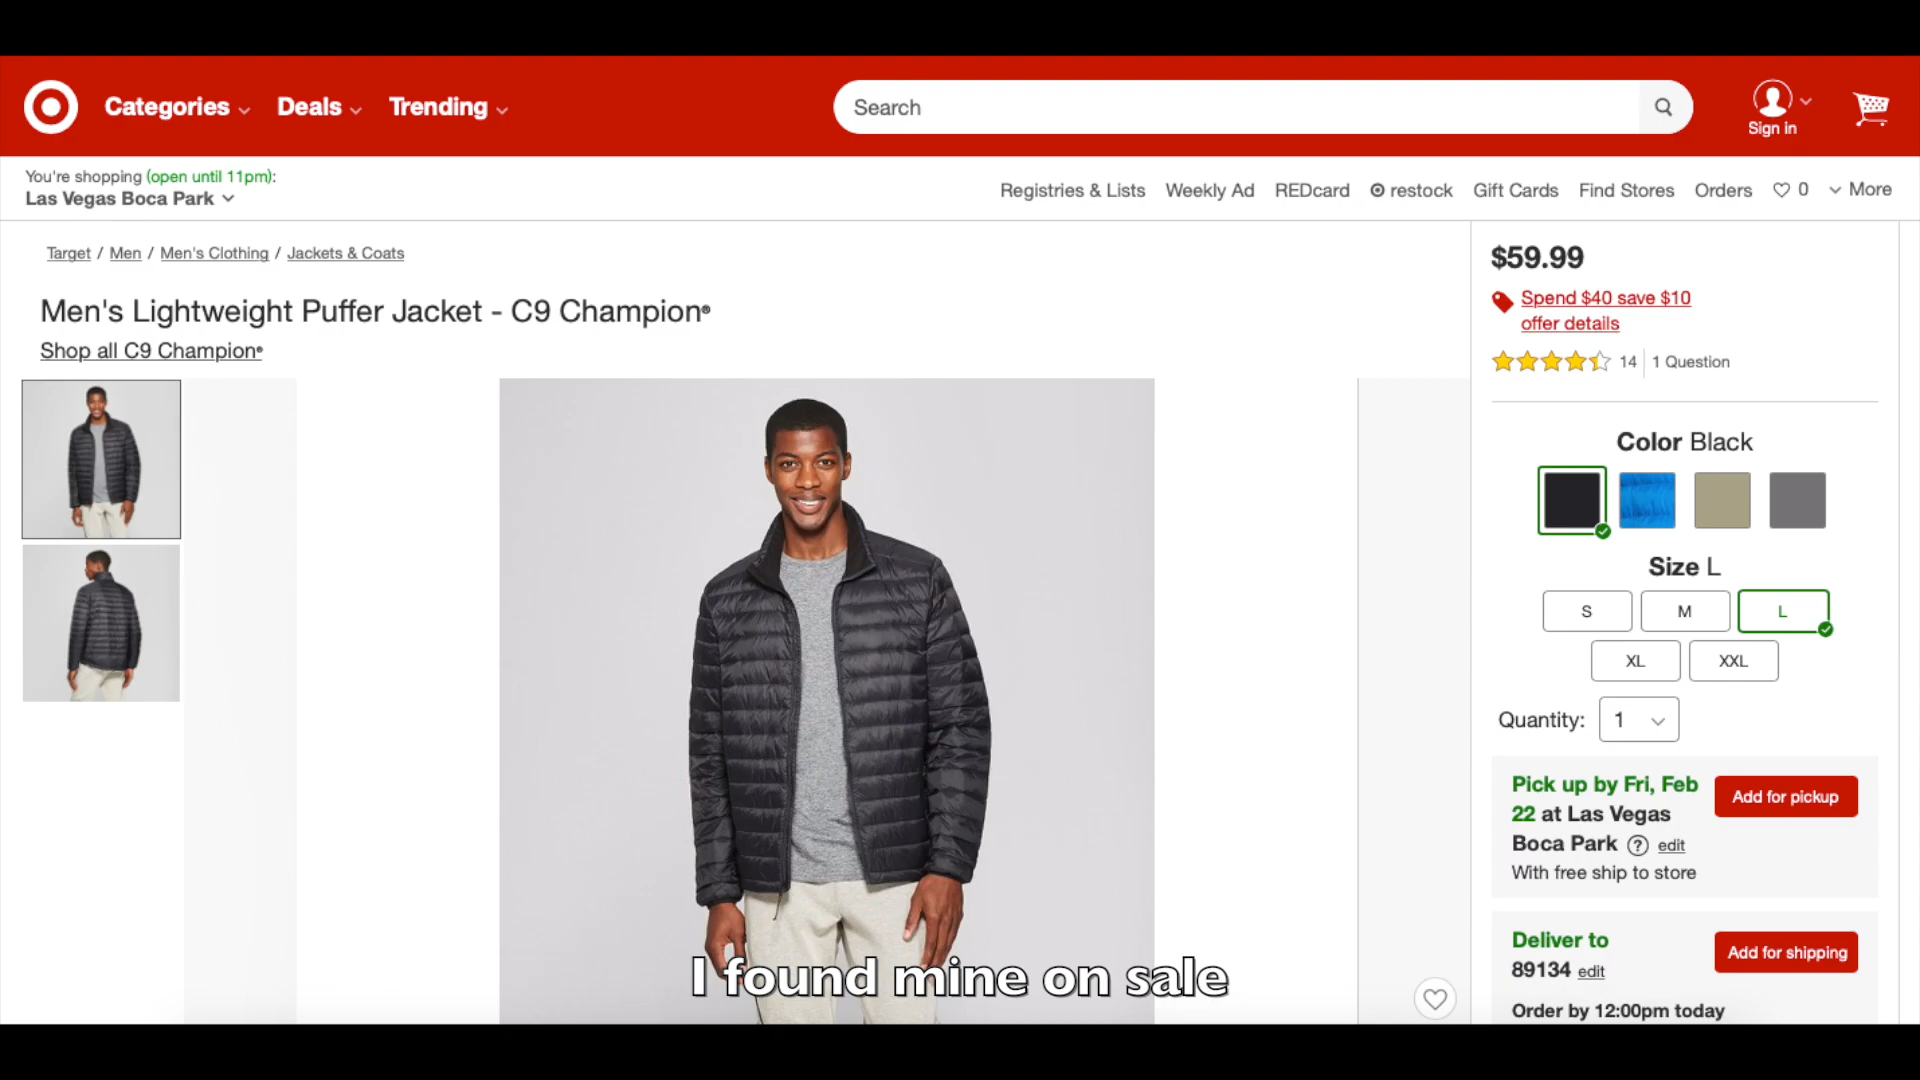 Categories Deals Trending
Search
Sign in
You're shopping (open until 11pm):
Las Vegas Boca Park
Registries & Lists Weekly Ad REDcard restock Gift Cards Find Stores Orders 0 More
Target / Men / Men's Clothing / Jackets & Coats
Men's Lightweight Puffer Jacket - C9 Champion®
Shop all C9 Champion®
$59.99
Spend $40 save $10
offer details
14 1 Question
Color Black
Size L
S M L
XL XXL
Quantity: 1
Pick up by Fri, Feb
22 at Las Vegas
Boca Park ? edit
With free ship to store
Add for pickup
Deliver to
89134 edit
Add for shipping
Order by 12:00pm today
I found mine on sale